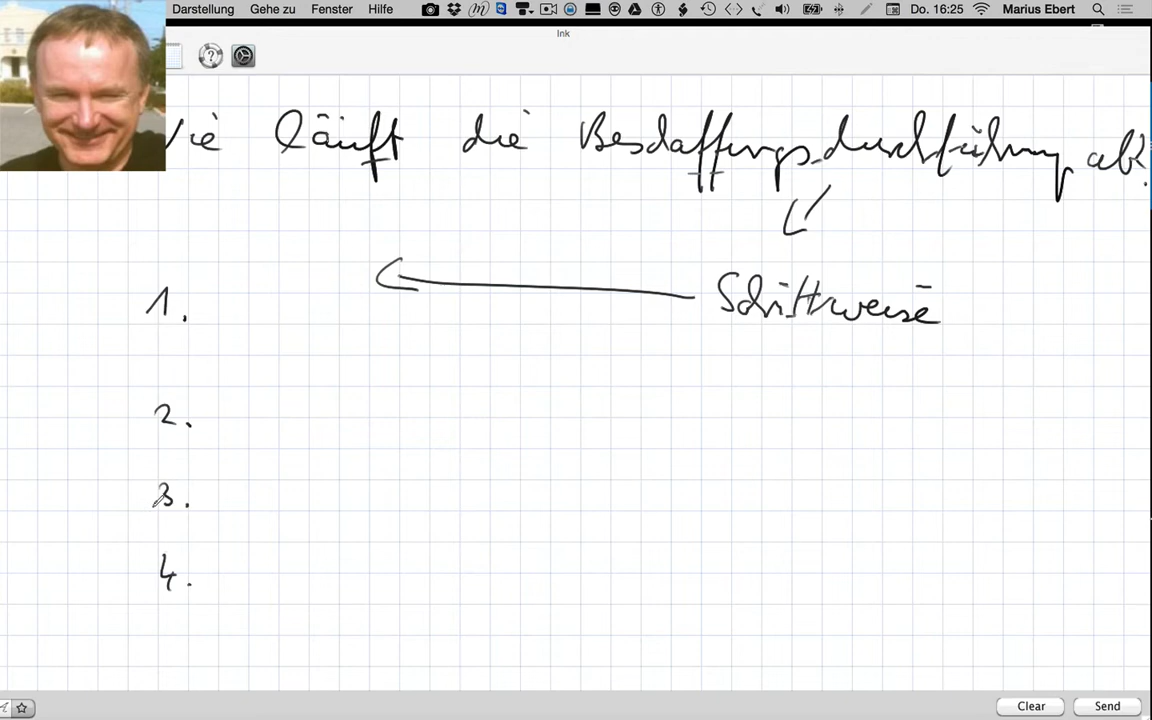 Darstellung Gehe zu Fenster Hilfe Do. 16:25 Marius Ebert
Ink
Wie läuft die Beschaffungsdurchführung ab?
Schrittweise
1.
2.
3.
4.
Clear Send